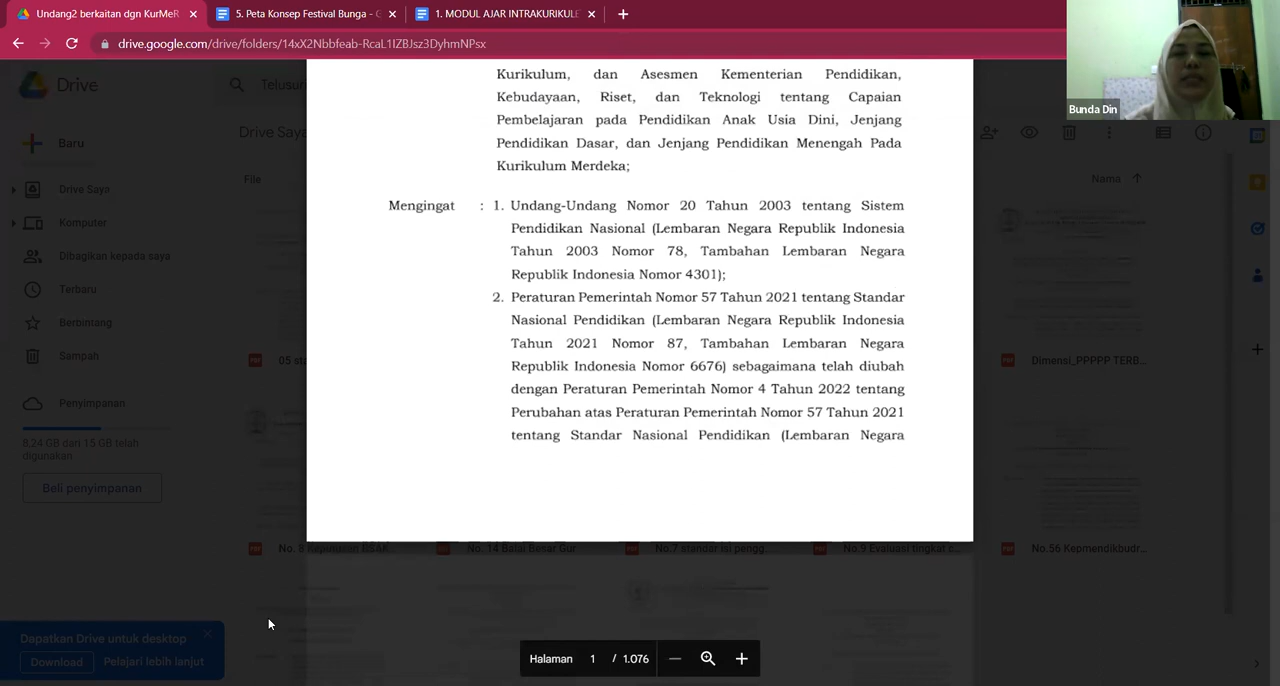 Undang2 berkaitan dgn KurMeR
5. Peta Konsep Festival Bunga - G
1. MODUL AJAR INTRAKURIKULE
drive.google.com/drive/folders/14xX2Nbbfeab-RcaL1IZBJsz3DyhmNPsx
Bunda Din
Drive
Telusur
Baru
Drive Saya
Komputer
Dibagikan kepada saya
Terbaru
Berbintang
Sampah
Penyimpanan
8,24 GB dari 15 GB telah
digunakan
Beli penyimpanan
Dapatkan Drive untuk desktop
Download
Pelajari lebih lanjut
Drive Saya
File
Nama
Kurikulum, dan Asesmen Kementerian Pendidikan,
Kebudayaan, Riset, dan Teknologi tentang Capaian
Pembelajaran pada Pendidikan Anak Usia Dini, Jenjang
Pendidikan Dasar, dan Jenjang Pendidikan Menengah Pada
Kurikulum Merdeka;
Mengingat : 1. Undang-Undang Nomor 20 Tahun 2003 tentang Sistem
Pendidikan Nasional (Lembaran Negara Republik Indonesia
Tahun 2003 Nomor 78, Tambahan Lembaran Negara
Republik Indonesia Nomor 4301);
2. Peraturan Pemerintah Nomor 57 Tahun 2021 tentang Standar
Nasional Pendidikan (Lembaran Negara Republik Indonesia
Tahun 2021 Nomor 87, Tambahan Lembaran Negara
Republik Indonesia Nomor 6676) sebagaimana telah diubah
dengan Peraturan Pemerintah Nomor 4 Tahun 2022 tentang
Perubahan atas Peraturan Pemerintah Nomor 57 Tahun 2021
tentang Standar Nasional Pendidikan (Lembaran Negara
05 sta
Dimensi_PPPPP TERB...
No. 8 Keputusan BSAK
No. 14 Balai Besar Gur
No:7 standar isi pengg...
No.9 Evaluasi tingkat c...
No.56 Kepmendikbudr...
Halaman 1 / 1.076